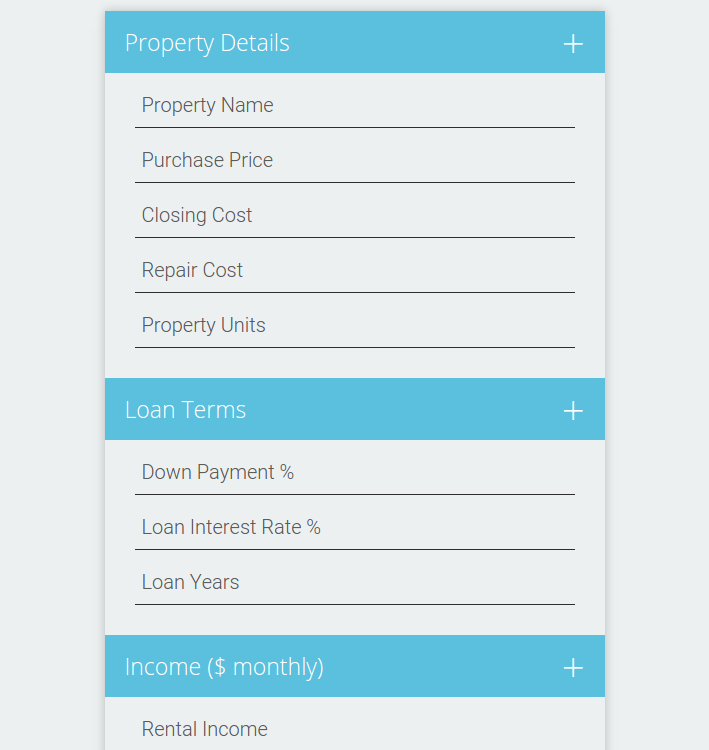 Property Details
Property Name
Purchase Price
Closing Cost
Repair Cost
Property Units
Loan Terms
Down Payment %
Loan Interest Rate %
Loan Years
Income ($ monthly)
Rental Income